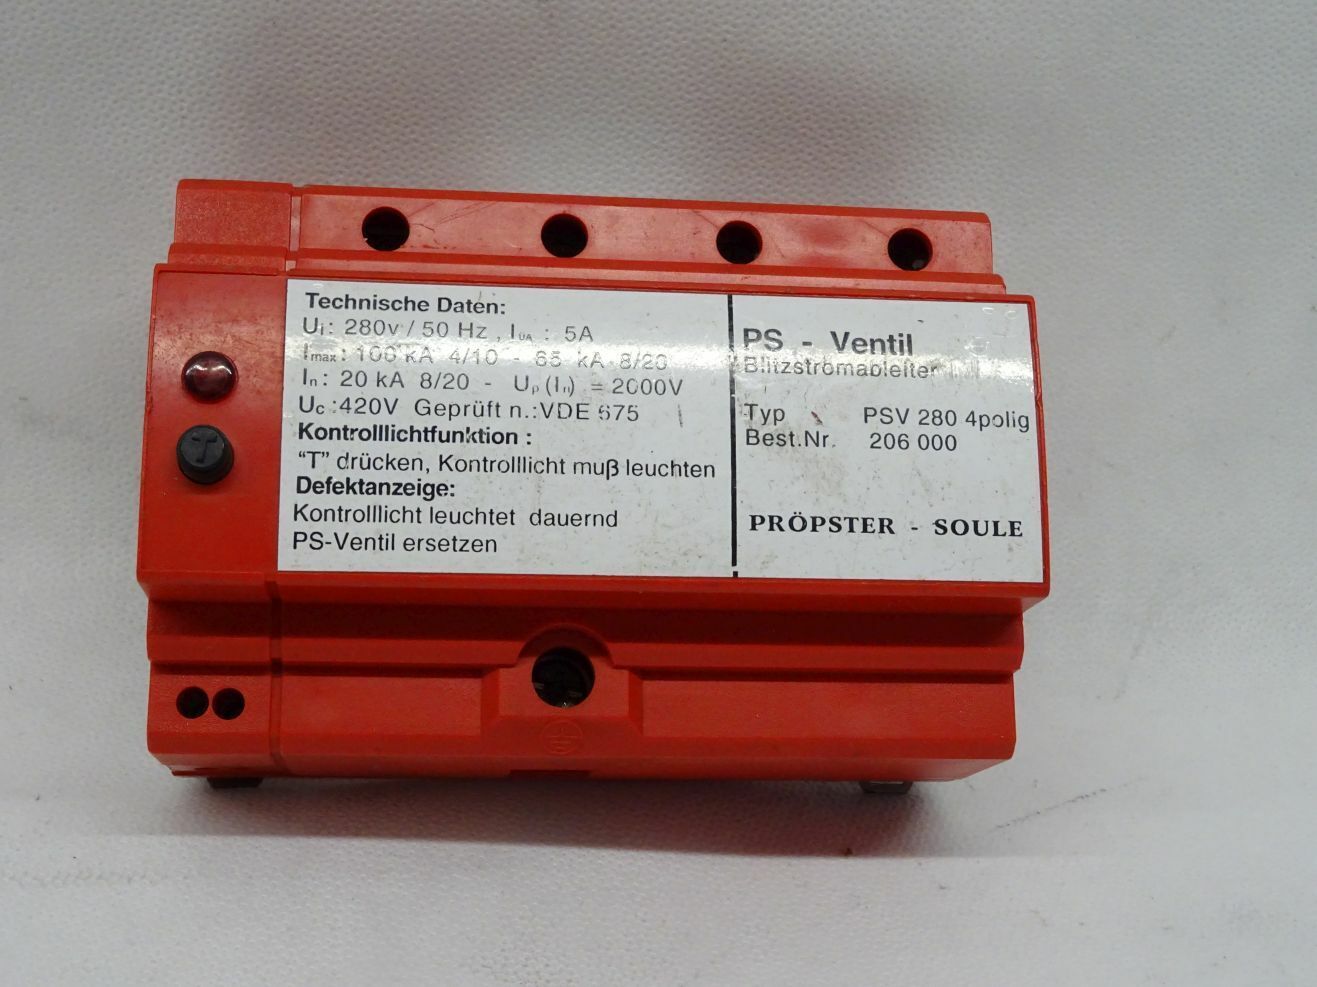 Technische Daten:
Ui: 280v / 50 Hz , IUA : 5A
Imax: 100 kA 4/10 - 65 kA 8/20
In: 20 kA 8/20 - Up (In) = 2000V
Uc :420V Geprüft n.:VDE 675
Kontrolllichtfunktion :
“T” drücken, Kontrolllicht muß leuchten
Defektanzeige:
Kontrolllicht leuchtet dauernd
PS-Ventil ersetzen
PS - Ventil
Blitzstromableiter
Typ PSV 280 4polig
Best.Nr. 206 000
PRÖPSTER - SOULE
T